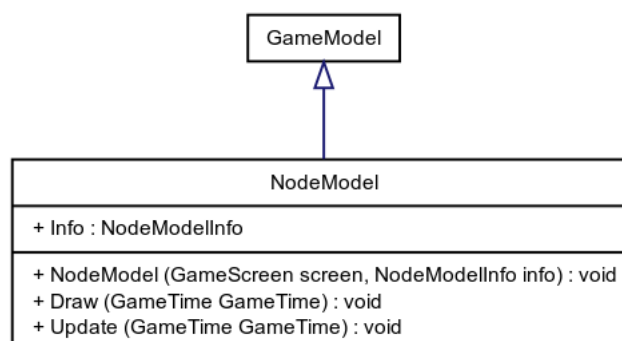 GameModel
NodeModel
+ Info : NodeModelInfo
+ NodeModel (GameScreen screen, NodeModelInfo info) : void
+ Draw (GameTime GameTime) : void
+ Update (GameTime GameTime) : void